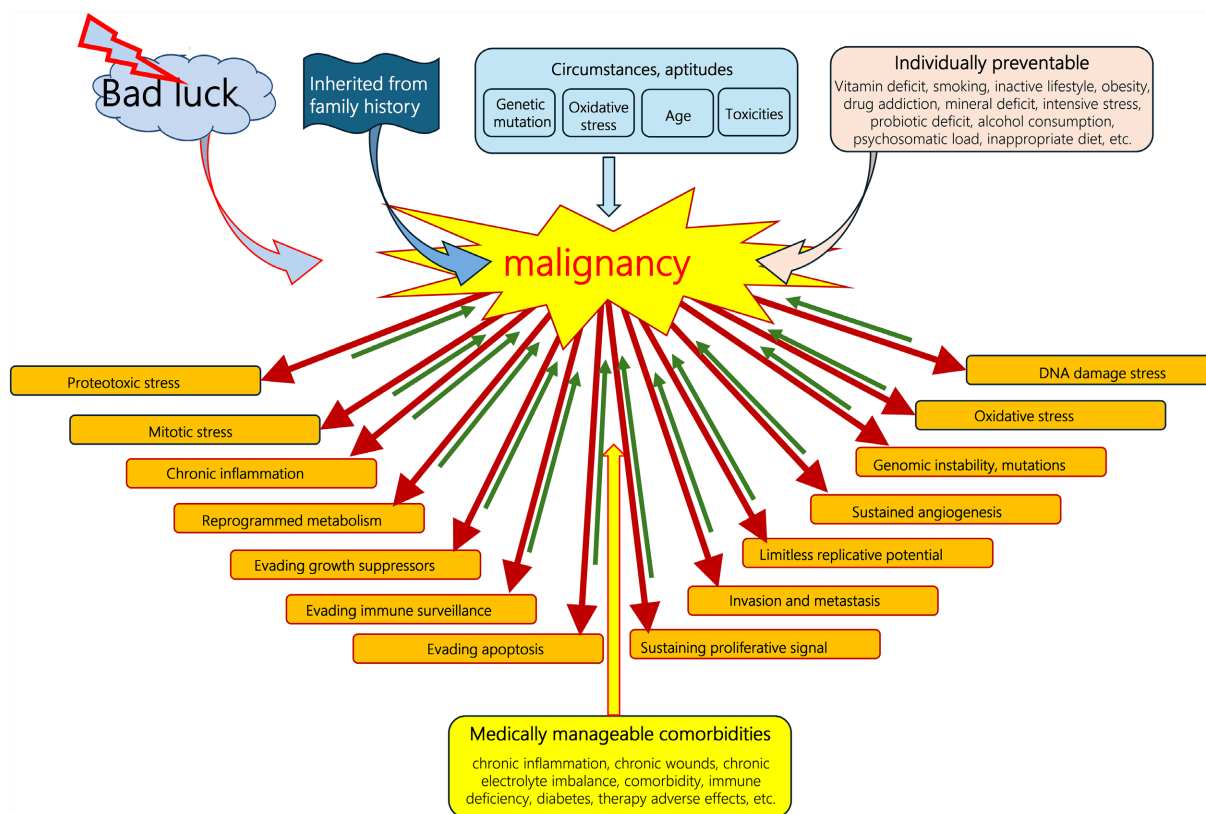 Bad luck
Inherited from
family history
Circumstances, aptitudes
Genetic
mutation
Oxidative
stress
Age
Toxicities
Individually preventable
Vitamin deficit, smoking, inactive lifestyle, obesity,
drug addiction, mineral deficit, intensive stress,
probiotic deficit, alcohol consumption,
psychosomatic load, inappropriate diet, etc.
malignancy
Proteotoxic stress
DNA damage stress
Mitotic stress
Oxidative stress
Chronic inflammation
Genomic instability, mutations
Reprogrammed metabolism
Sustained angiogenesis
Evading growth suppressors
Limitless replicative potential
Evading immune surveillance
Invasion and metastasis
Evading apoptosis
Sustaining proliferative signal
Medically manageable comorbidities
chronic inflammation, chronic wounds, chronic
electrolyte imbalance, comorbidity, immune
deficiency, diabetes, therapy adverse effects, etc.